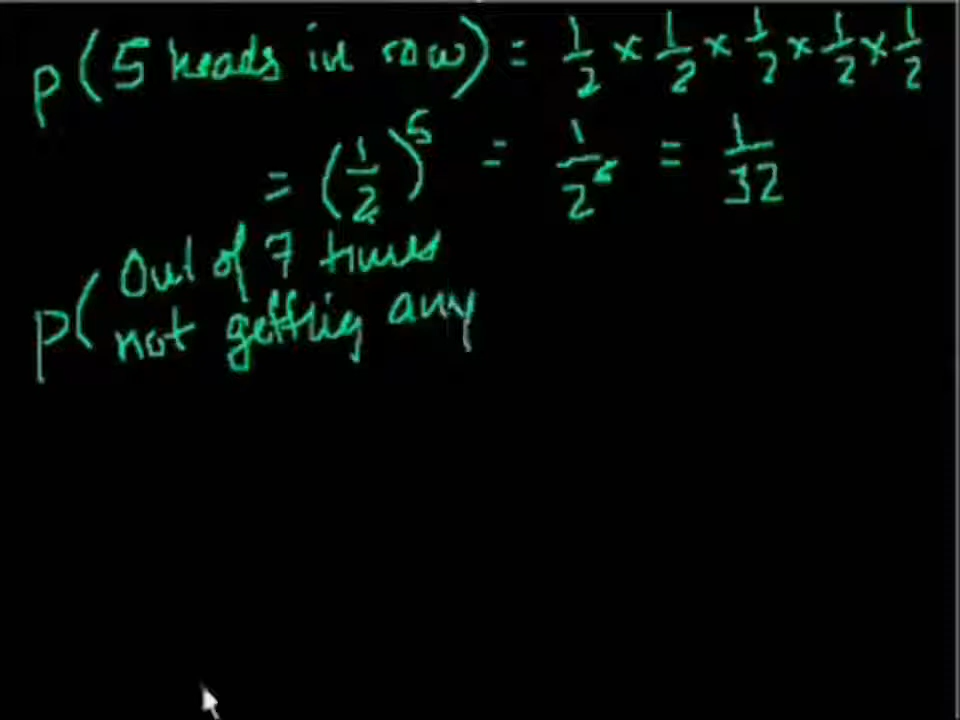 P(5 heads in row) = 1/2 × 1/2 × 1/2 × 1/2 × 1/2
= (1/2)^5 = 1/2^5 = 1/32
P( Out of 7 times
not getting any